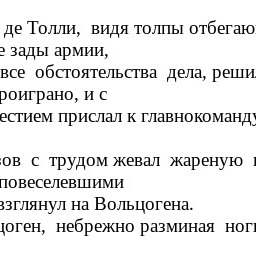 де Толли, видя толпы отбегаю
е зады армии,
все обстоятельства дела, реши
роиграно, и с
естием прислал к главнокоманду
зов с трудом жевал жареную
повеселевшими
взглянул на Вольцогена.
цоген, небрежно разминая ног